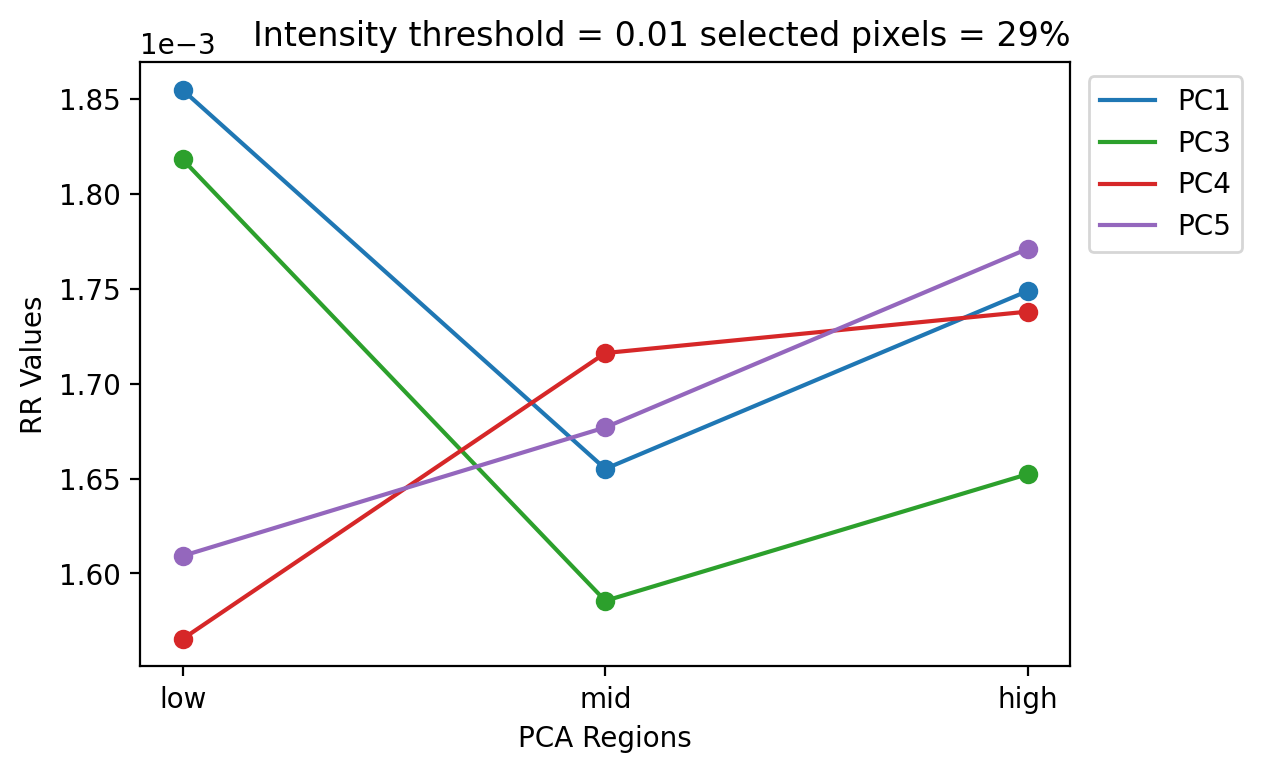 Intensity threshold = 0.01 selected pixels = 29%
1e−3
1.85
1.80
1.75
1.70
1.65
1.60
RR Values
low
mid
high
PCA Regions
PC1
PC3
PC4
PC5